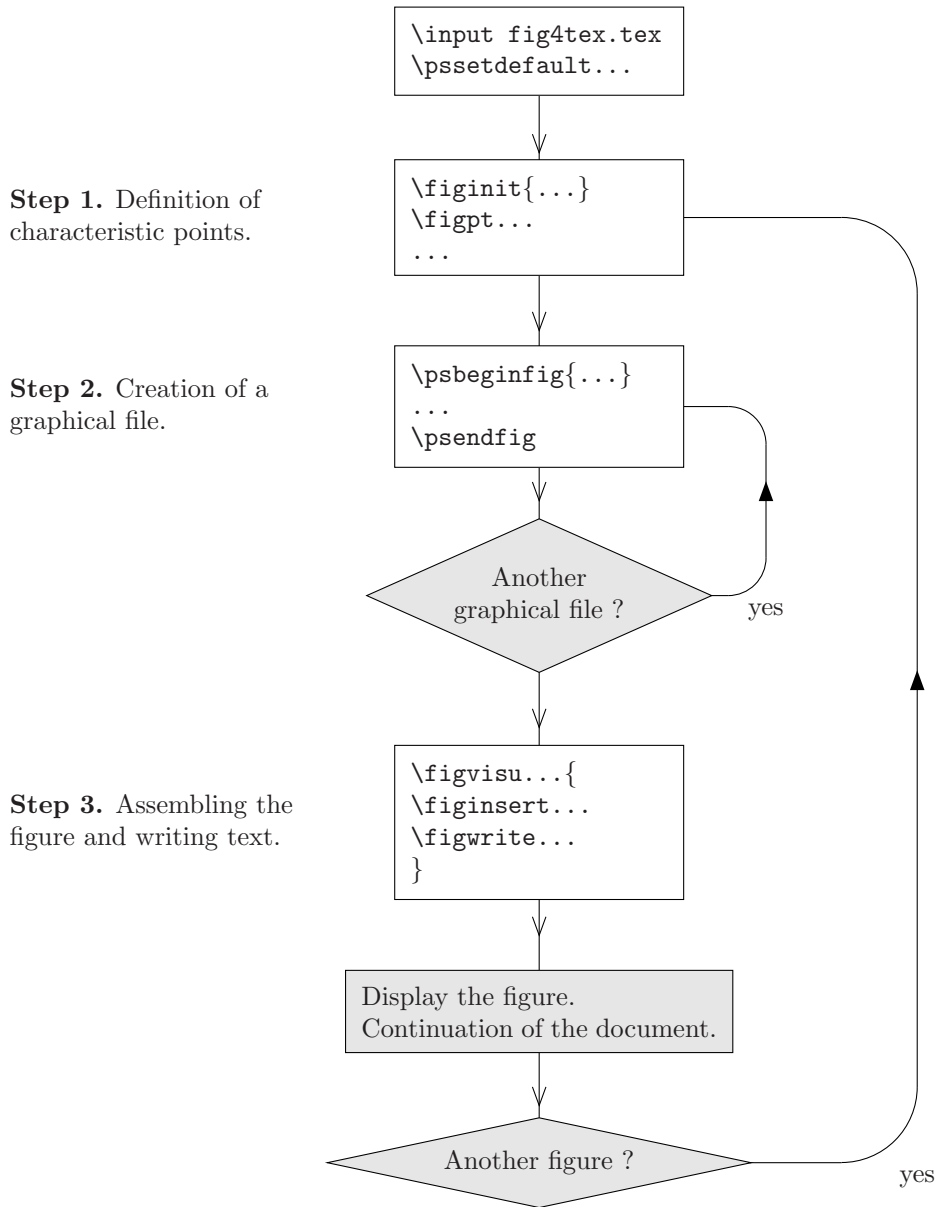 \input fig4tex.tex
\pssetdefault...
Step 1. Definition of
characteristic points.
\figinit{...}
\figpt...
...
Step 2. Creation of a
graphical file.
\psbeginfig{...}
...
\psendfig
Another
graphical file ?
yes
Step 3. Assembling the
figure and writing text.
\figvisu...{
\figinsert...
\figwrite...
}
Display the figure.
Continuation of the document.
Another figure ?
yes